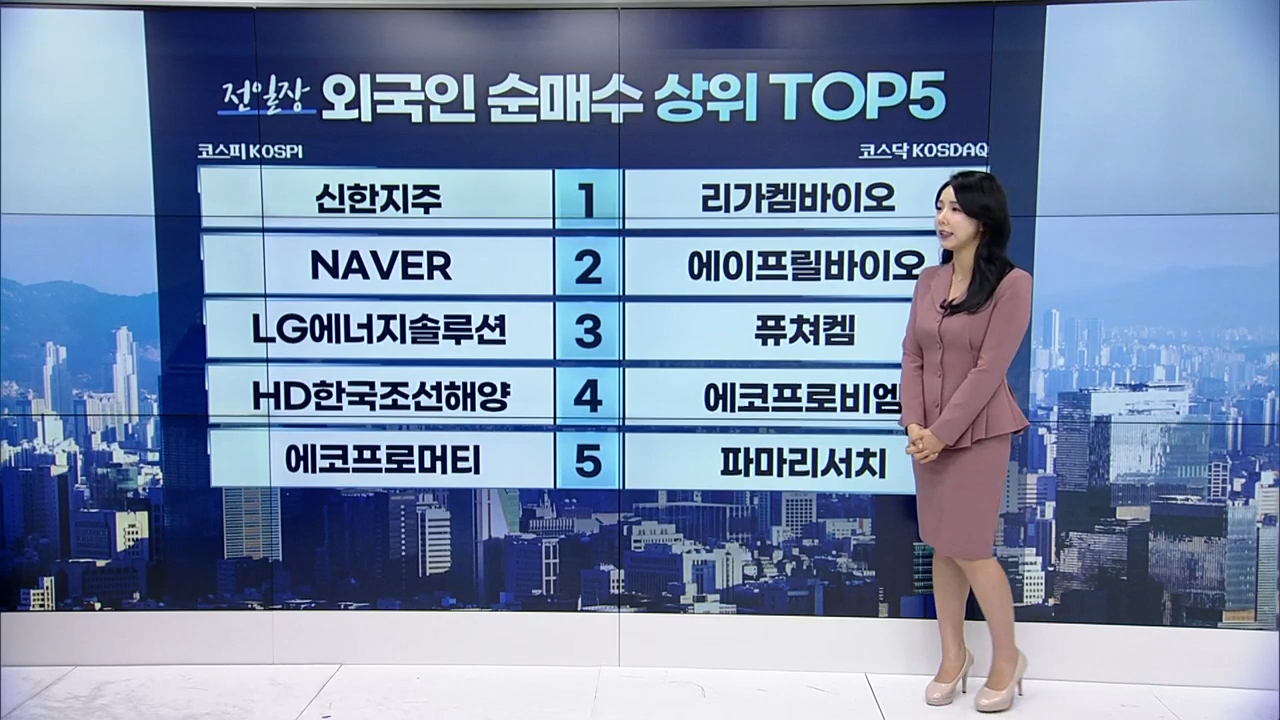 전일장 외국인 순매수 상위 TOP5
코스피 KOSPI 코스닥 KOSDAQ
신한지주 1 리가켐바이오
NAVER 2 에이프릴바이오
LG에너지솔루션 3 퓨쳐켐
HD한국조선해양 4 에코프로비엠
에코프로머티 5 파마리서치